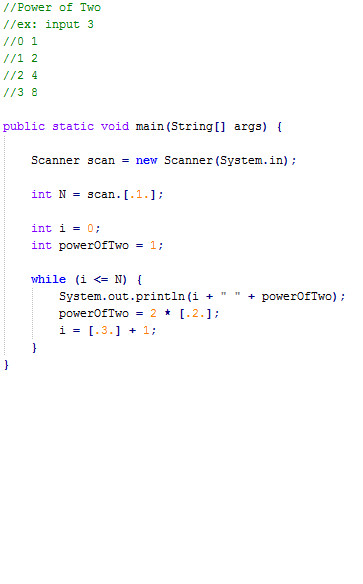 //Power of Two
//ex: input 3
//0 1
//1 2
//2 4
//3 8
public static void main(String[] args) {
Scanner scan = new Scanner(System.in);
int N = scan.[.1.];
int i = 0;
int powerOfTwo = 1;
while (i <= N) {
System.out.println(i + " " + powerOfTwo);
powerOfTwo = 2 * [.2.];
i = [.3.] + 1;
}
}